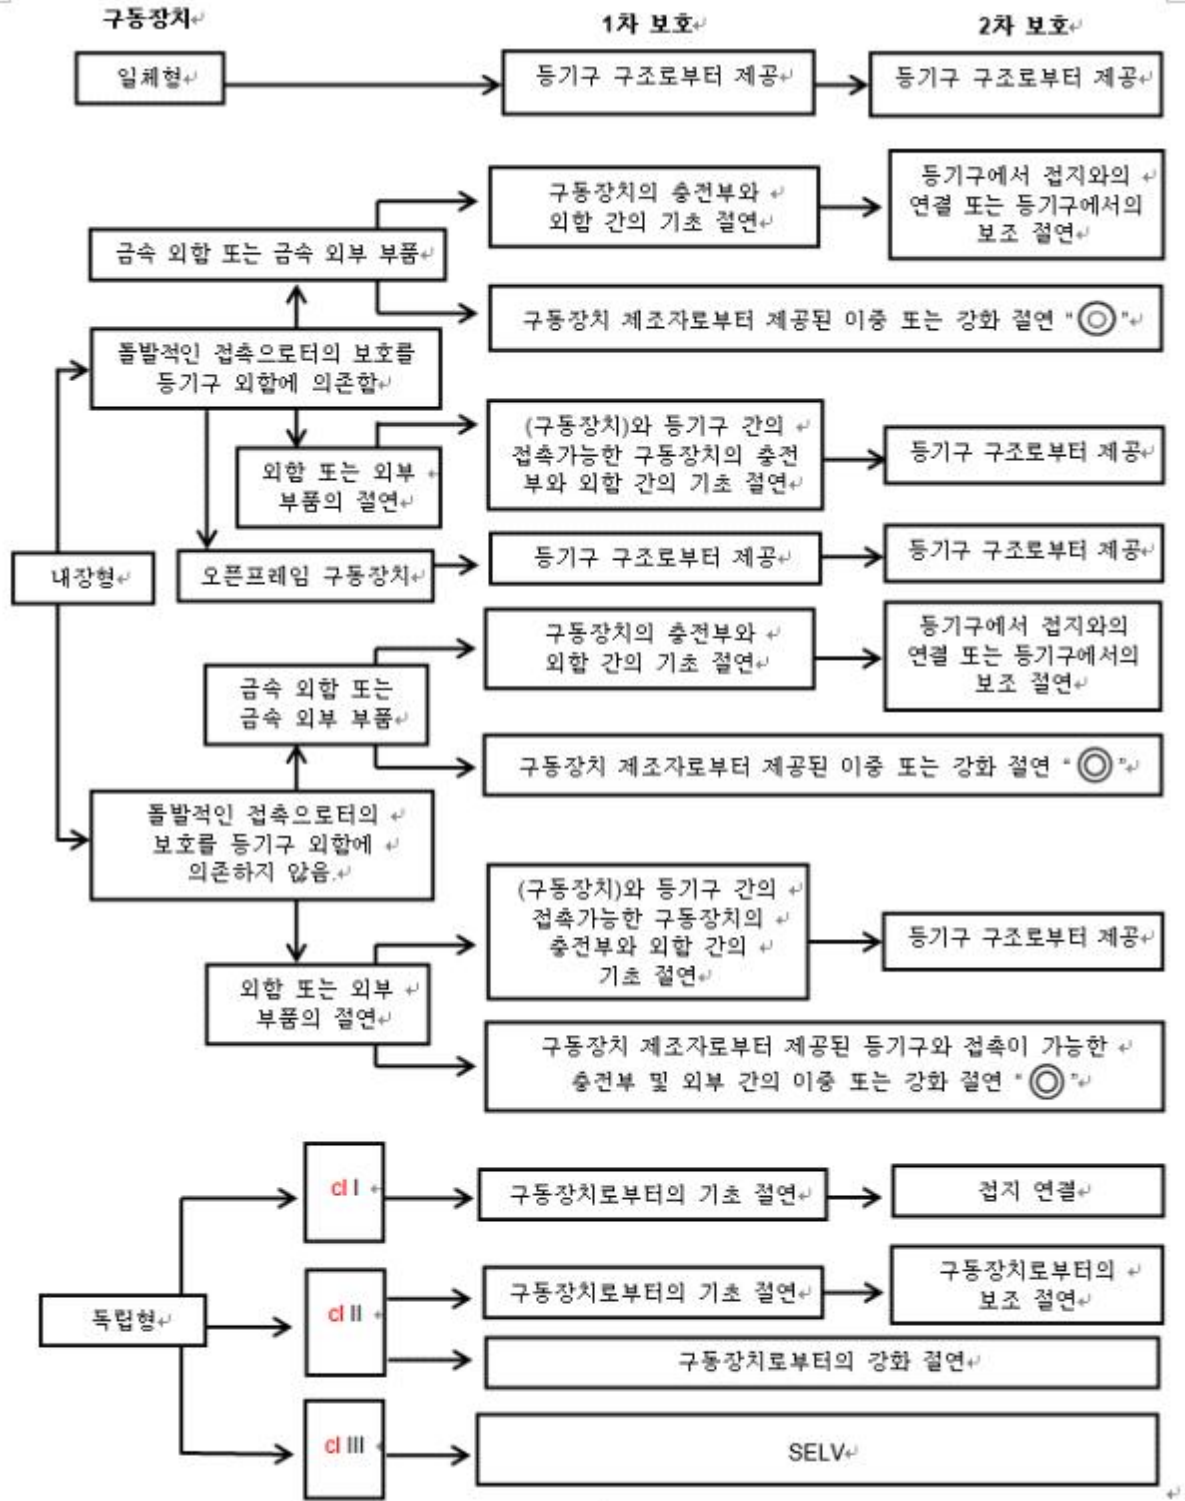 구동장치
1차 보호
2차 보호
일체형
등기구 구조로부터 제공
등기구 구조로부터 제공
구동장치의 충전부와
외함 간의 기초 절연
등기구에서 접지와의
연결 또는 등기구에서의
보조 절연
금속 외함 또는 금속 외부 부품
구동장치 제조자로부터 제공된 이중 또는 강화 절연 “ ”
돌발적인 접촉으로터의 보호를
등기구 외함에 의존함
(구동장치)와 등기구 간의
접촉가능한 구동장치의 충전
부와 외함 간의 기초 절연
등기구 구조로부터 제공
외함 또는 외부
부품의 절연
내장형
오픈프레임 구동장치
등기구 구조로부터 제공
등기구 구조로부터 제공
구동장치의 충전부와
외함 간의 기초 절연
등기구에서 접지와의
연결 또는 등기구에서의
보조 절연
금속 외함 또는
금속 외부 부품
구동장치 제조자로부터 제공된 이중 또는 강화 절연 “ ”
돌발적인 접촉으로터의
보호를 등기구 외함에
의존하지 않음.
(구동장치)와 등기구 간의
접촉가능한 구동장치의
충전부와 외함 간의
기초 절연
등기구 구조로부터 제공
외함 또는 외부
부품의 절연
구동장치 제조자로부터 제공된 등기구와 접촉이 가능한
충전부 및 외부 간의 이중 또는 강화 절연 “ ”
cl I
구동장치로부터의 기초 절연
접지 연결
독립형
cl II
구동장치로부터의 기초 절연
구동장치로부터의
보조 절연
구동장치로부터의 강화 절연
cl III
SELV